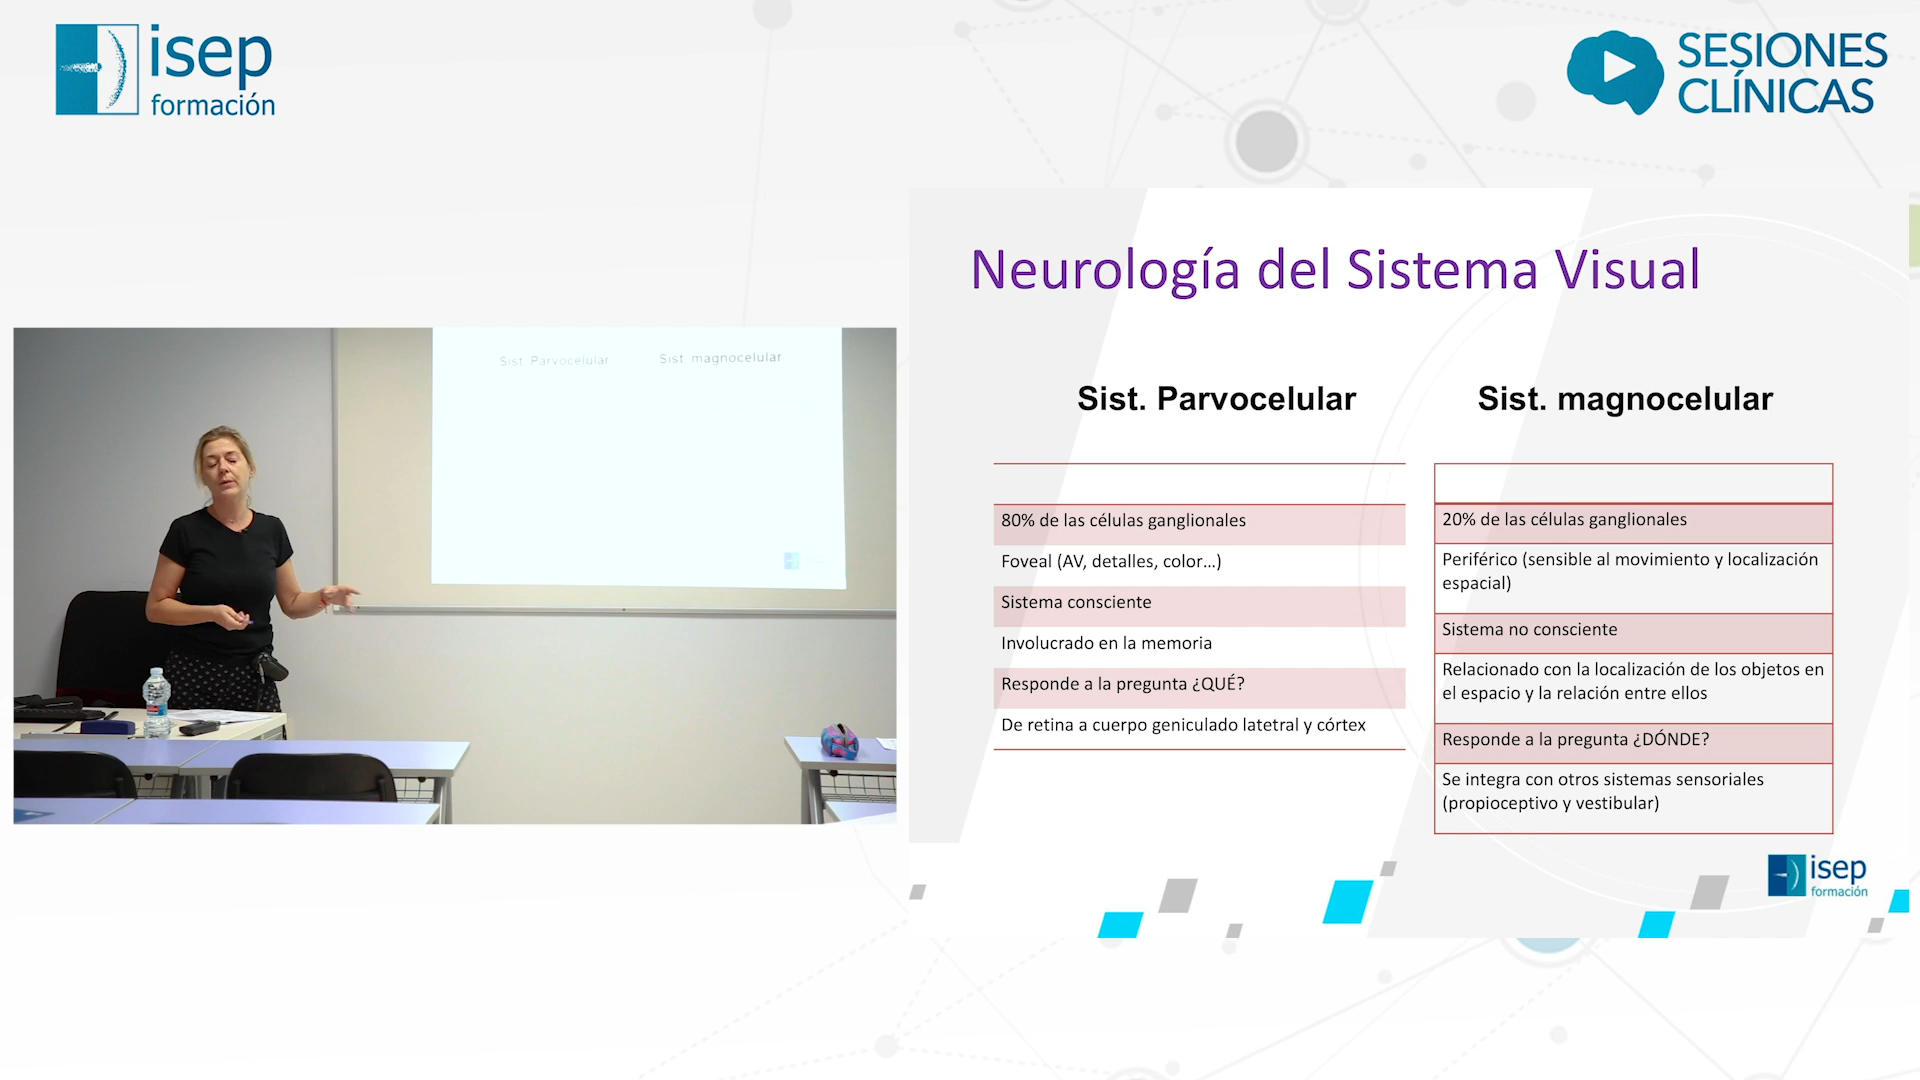 isep
formación
SESIONES
CLÍNICAS
Sist Parvocelular
Sist magnocelular
Neurología del Sistema Visual
Sist. Parvocelular
80% de las células ganglionales
Foveal (AV, detalles, color...)
Sistema consciente
Involucrado en la memoria
Responde a la pregunta ¿QUÉ?
De retina a cuerpo geniculado latetral y córtex
Sist. magnocelular
20% de las células ganglionales
Periférico (sensible al movimiento y localización
espacial)
Sistema no consciente
Relacionado con la localización de los objetos en
el espacio y la relación entre ellos
Responde a la pregunta ¿DÓNDE?
Se integra con otros sistemas sensoriales
(propioceptivo y vestibular)
isep
formación